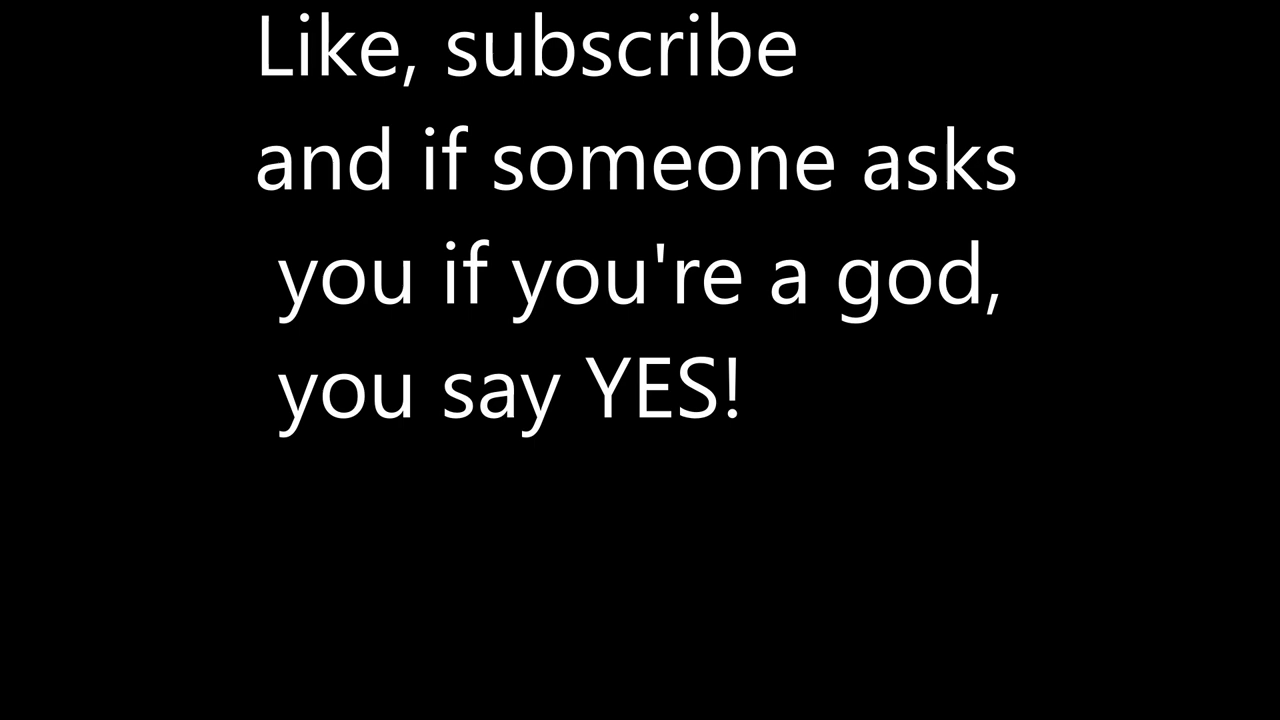 Like, subscribe
and if someone asks
you if you're a god,
you say YES!